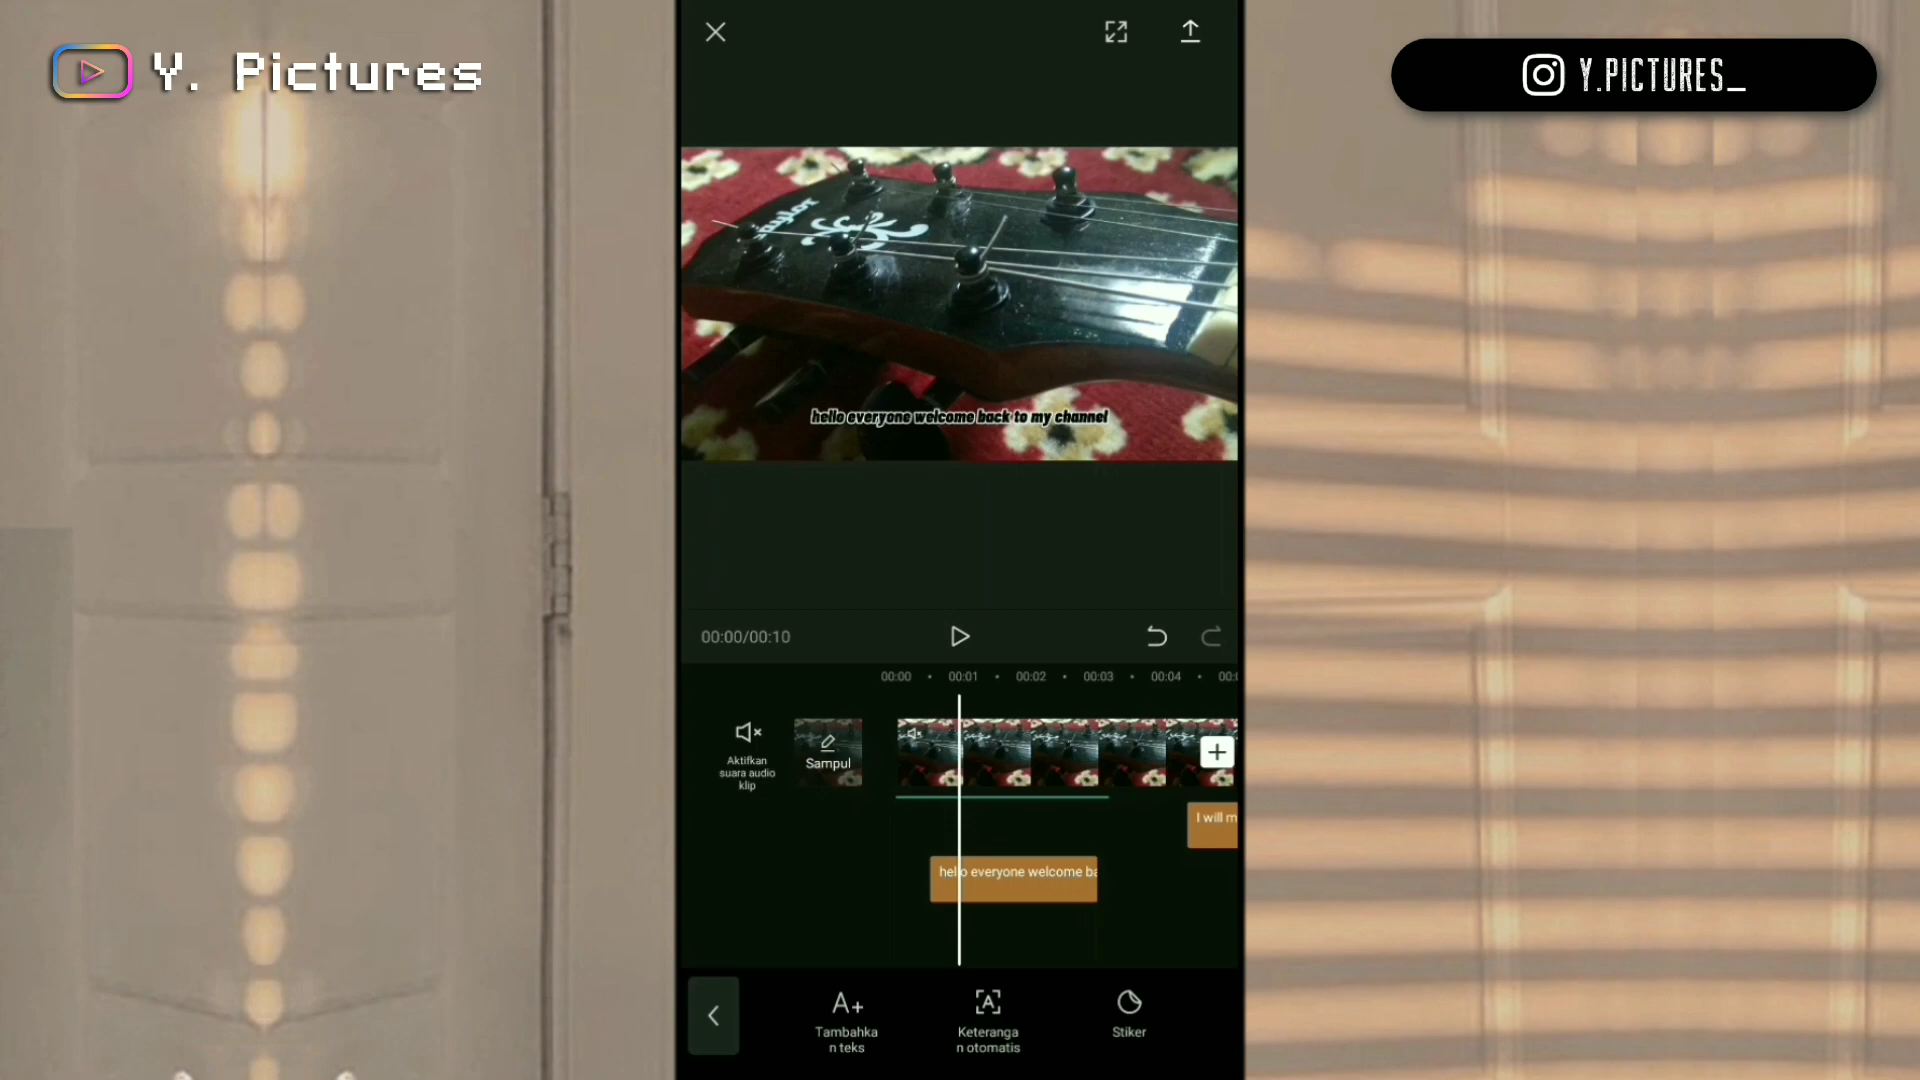 Y. Pictures
Y.PICTURES_
hello everyone welcome back to my channel
00:00/00:10
00:00 00:01 00:02 00:03 00:04
Aktifkan
suara audio
klip
Sampul
I will m
hello everyone welcome ba
Tambahka
n teks
Keteranga
n otomatis
Stiker